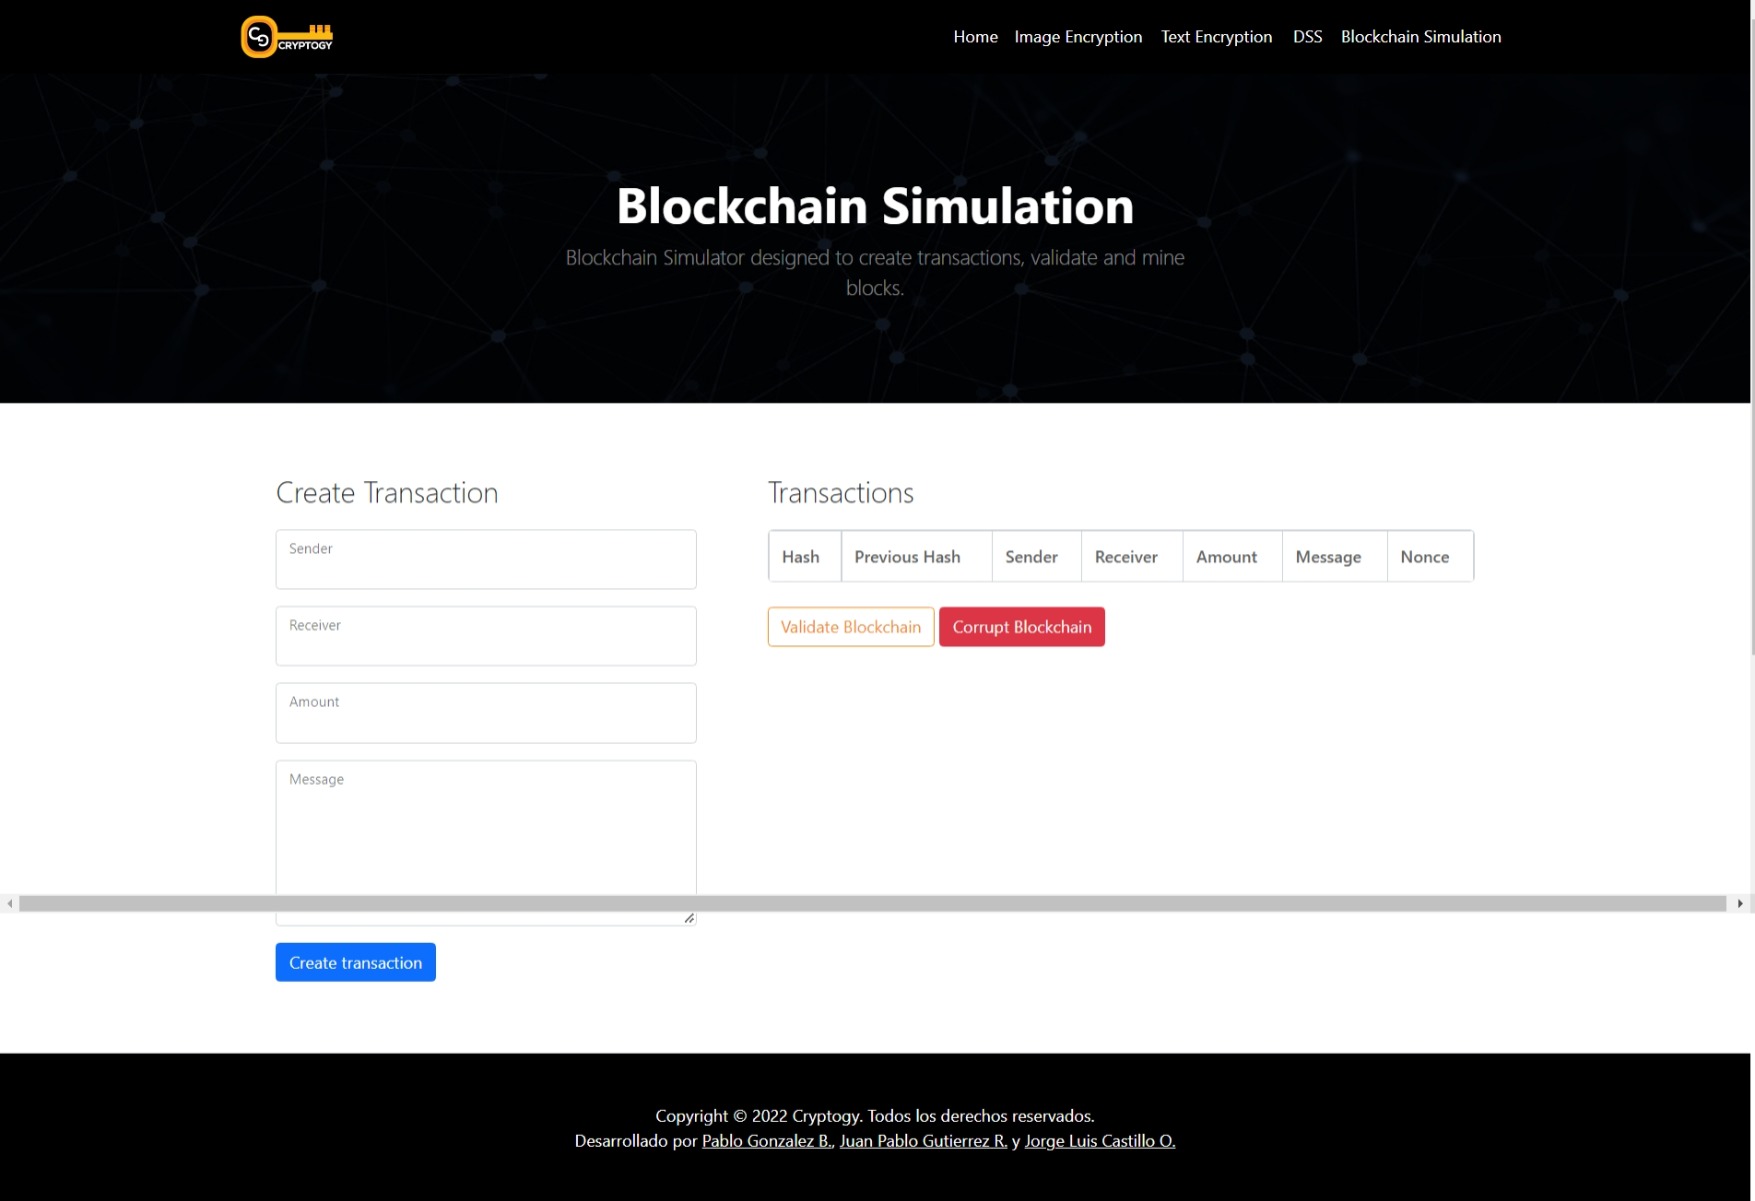 CG
CRYPTOGY
Home Image Encryption Text Encryption DSS Blockchain Simulation
Blockchain Simulation
Blockchain Simulator designed to create transactions, validate and mine
blocks.
Create Transaction
Sender
Receiver
Amount
Message
Create transaction
Transactions
Hash Previous Hash Sender Receiver Amount Message Nonce
Validate Blockchain Corrupt Blockchain
Copyright © 2022 Cryptogy. Todos los derechos reservados.
Desarrollado por Pablo Gonzalez B., Juan Pablo Gutierrez R. y Jorge Luis Castillo O.